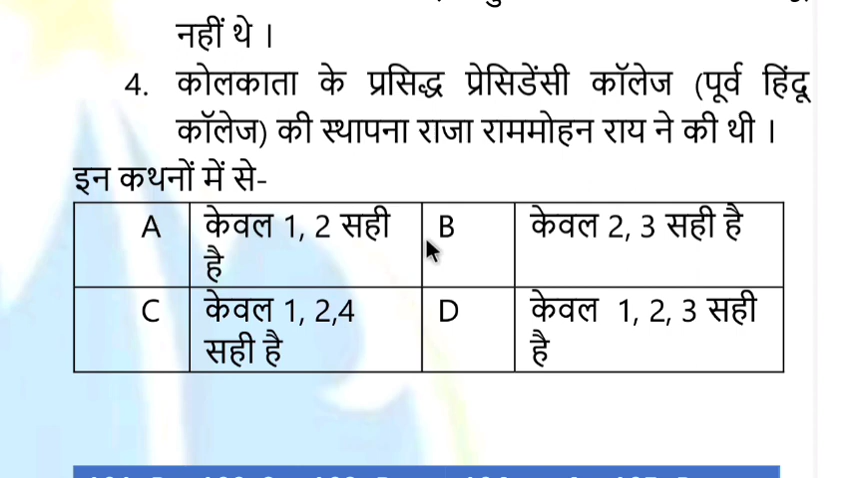 नहीं थे ।
4. कोलकाता के प्रसिद्ध प्रेसिडेंसी कॉलेज (पूर्व हिंदू
कॉलेज) की स्थापना राजा राममोहन राय ने की थी ।
इन कथनों में से-
A केवल 1, 2 सही है
B केवल 2, 3 सही है
C केवल 1, 2,4 सही है
D केवल 1, 2, 3 सही है